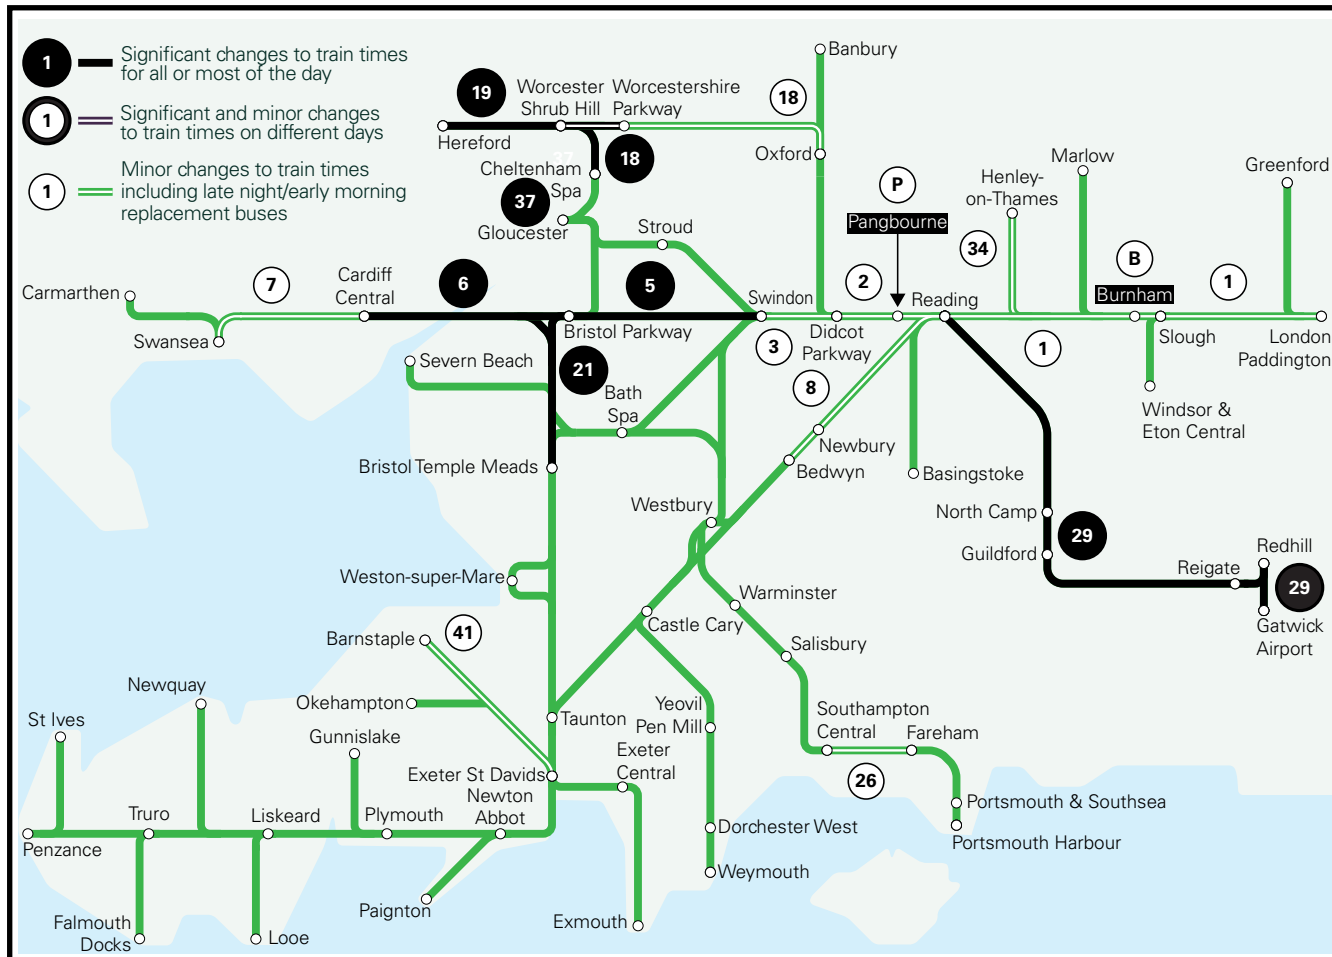 1
Significant changes to train times
for all or most of the day
1
Significant and minor changes
to train times on different days
1
Minor changes to train times
including late night/early morning
replacement buses
Banbury
19
Worcester
Shrub Hill
Worcestershire
Parkway
18
Hereford
37
18
Oxford
Marlow
Greenford
Cheltenham
Spa
P
Henley-
on-Thames
37
Gloucester
Stroud
Pangbourne
34
B
Carmarthen
7
Cardiff
Central
6
5
Swindon
2
Reading
Burnham
1
Swansea
Bristol Parkway
3
Didcot
Parkway
1
Slough
London
Paddington
Severn Beach
21
Bath
Spa
8
Windsor &
Eton Central
Newbury
Bristol Temple Meads
Bedwyn
Basingstoke
Westbury
North Camp
29
Guildford
Redhill
Weston-super-Mare
Reigate
29
Warminster
Castle Cary
Gatwick
Airport
Barnstaple
41
Salisbury
Newquay
Okehampton
Yeovil
Pen Mill
St Ives
Taunton
Southampton
Central
Fareham
Gunnislake
Exeter
Central
Exeter St Davids
26
Newton
Abbot
Truro
Liskeard
Plymouth
Portsmouth & Southsea
Penzance
Dorchester West
Portsmouth Harbour
Weymouth
Paignton
Falmouth
Docks
Looe
Exmouth